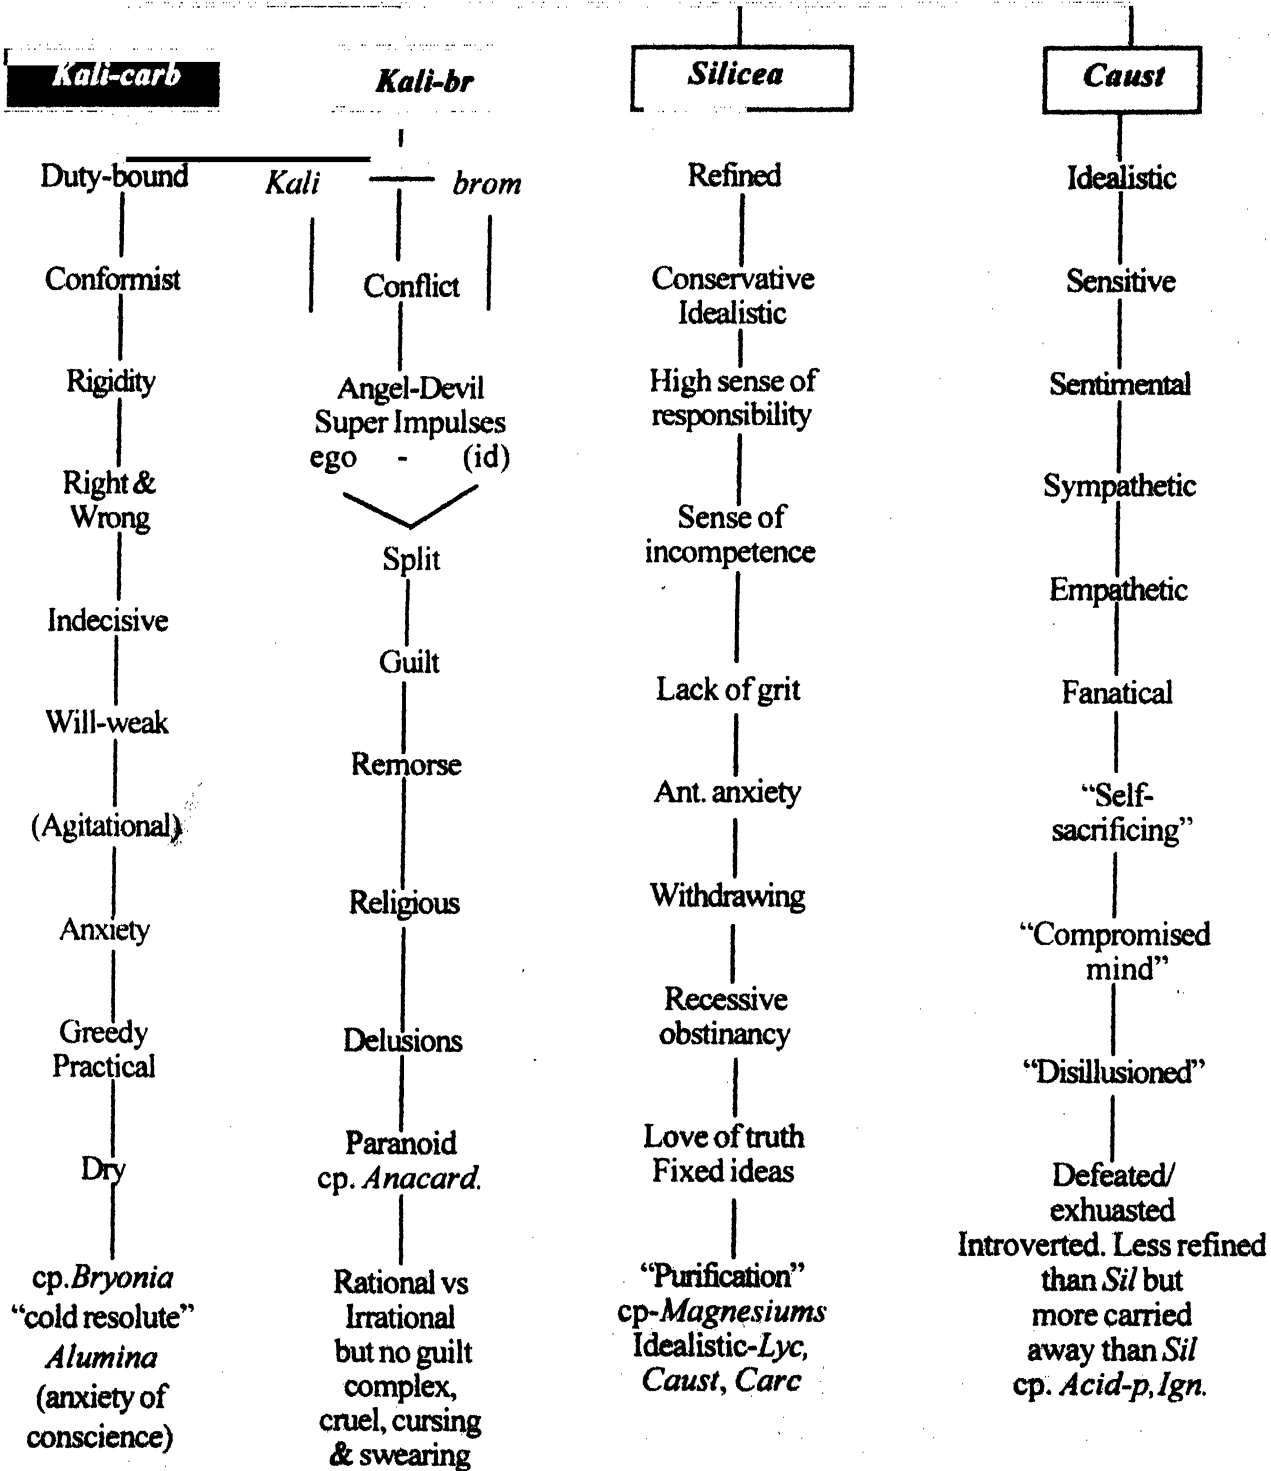 Kali-carb
Duty-bound
Conformist
Rigidity
Right &
Wrong
Indecisive
Will-weak
(Agitational)
Anxiety
Greedy
Practical
Dry
cp.Bryonia
“cold resolute”
Alumina
(anxiety of
conscience)
Kali-br
Kali — brom
Conflict
Angel-Devil
Super Impulses
ego - (id)
Split
Guilt
Remorse
Religious
Delusions
Paranoid
cp. Anacard.
Rational vs
Irrational
but no guilt
complex,
cruel, cursing
& swearing
Silicea
Refined
Conservative
Idealistic
High sense of
responsibility
Sense of
incompetence
Lack of grit
Ant. anxiety
Withdrawing
Recessive
obstinancy
Love of truth
Fixed ideas
“Purification”
cp-Magnesiums
Idealistic-Lyc,
Caust, Carc
Caust
Idealistic
Sensitive
Sentimental
Sympathetic
Empathetic
Fanatical
“Self-
sacrificing”
“Compromised
mind”
“Disillusioned”
Defeated/
exhuasted
Introverted. Less refined
than Sil but
more carried
away than Sil
cp. Acid-p, Ign.